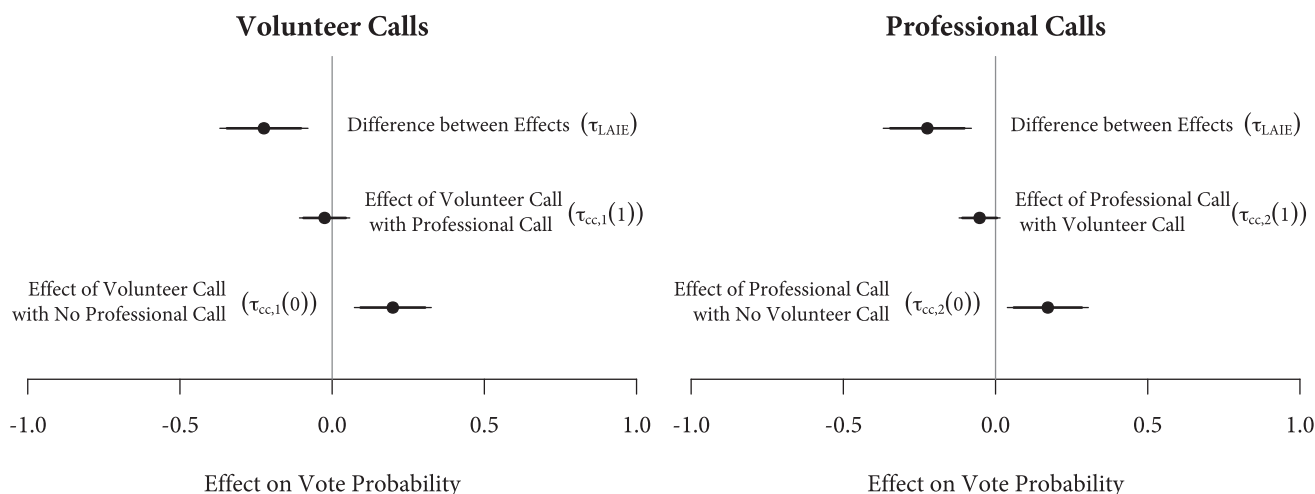 Volunteer Calls
Difference between Effects (τLAIE)
Effect of Volunteer Call
with Professional Call (τcc,1(1))
Effect of Volunteer Call
with No Professional Call (τcc,1(0))
-1.0 -0.5 0.0 0.5 1.0
Effect on Vote Probability
Professional Calls
Difference between Effects (τLAIE)
Effect of Professional Call
with Volunteer Call (τcc,2(1))
Effect of Professional Call
with No Volunteer Call (τcc,2(0))
-1.0 -0.5 0.0 0.5 1.0
Effect on Vote Probability